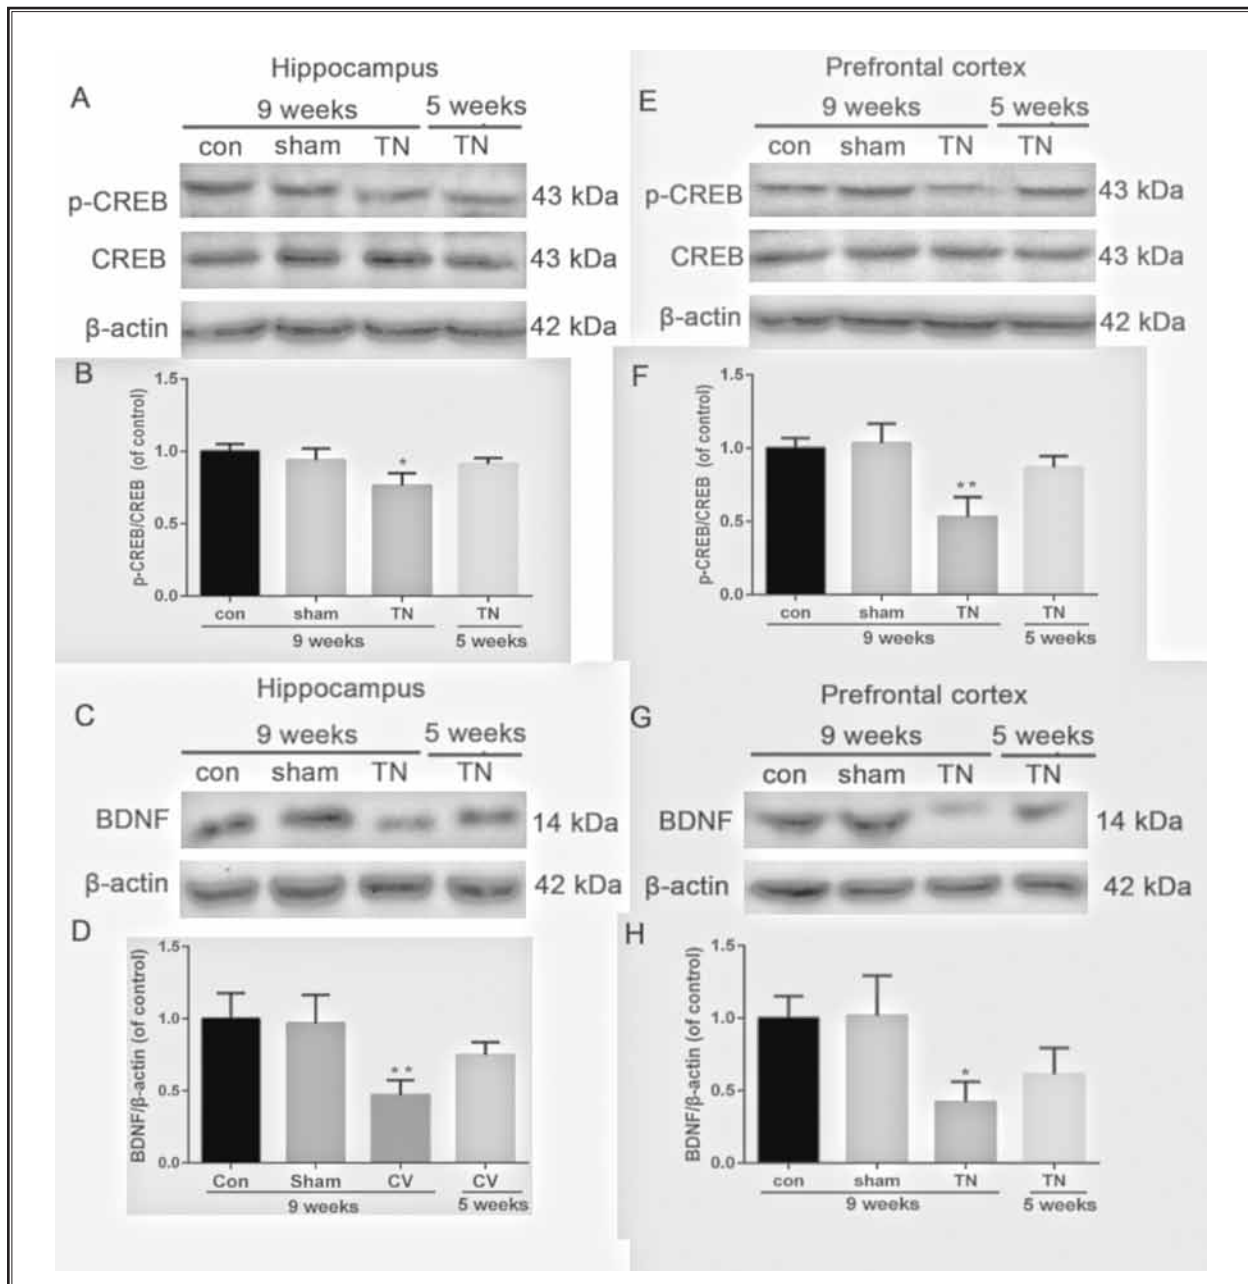 Hippocampus
A
9 weeks
5 weeks
con
sham
TN
TN
p-CREB
43 kDa
CREB
43 kDa
β-actin
42 kDa
B
p-CREB/CREB (of control)
1.5
1.0
0.5
0.0
*
con
sham
TN
TN
9 weeks
5 weeks
Hippocampus
C
9 weeks
5 weeks
con
sham
TN
TN
BDNF
14 kDa
β-actin
42 kDa
D
BDNF/β-actin (of control)
1.5
1.0
0.5
0.0
**
Con
Sham
CV
CV
9 weeks
5 weeks
Prefrontal cortex
E
9 weeks
5 weeks
con
sham
TN
TN
p-CREB
43 kDa
CREB
43 kDa
β-actin
42 kDa
F
p-CREB/CREB (of control)
1.5
1.0
0.5
0.0
**
con
sham
TN
TN
9 weeks
5 weeks
Prefrontal cortex
G
9 weeks
5 weeks
con
sham
TN
TN
BDNF
14 kDa
β-actin
42 kDa
H
BDNF/β-actin (of control)
1.5
1.0
0.5
0.0
*
con
sham
TN
TN
9 weeks
5 weeks